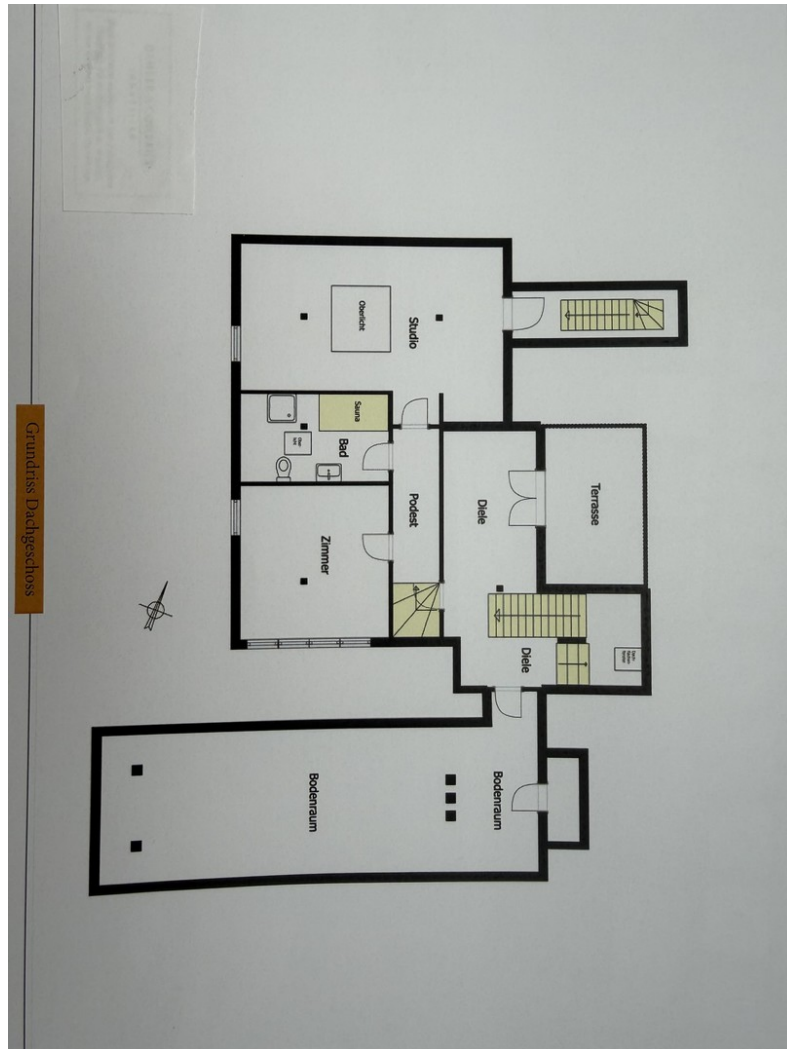 Terrasse
Diele
Bodenraum
Diele
Studio
Podest
Oberlicht
Sauna
Bad
Zimmer
Bodenraum
Grundriss Dachgeschoss